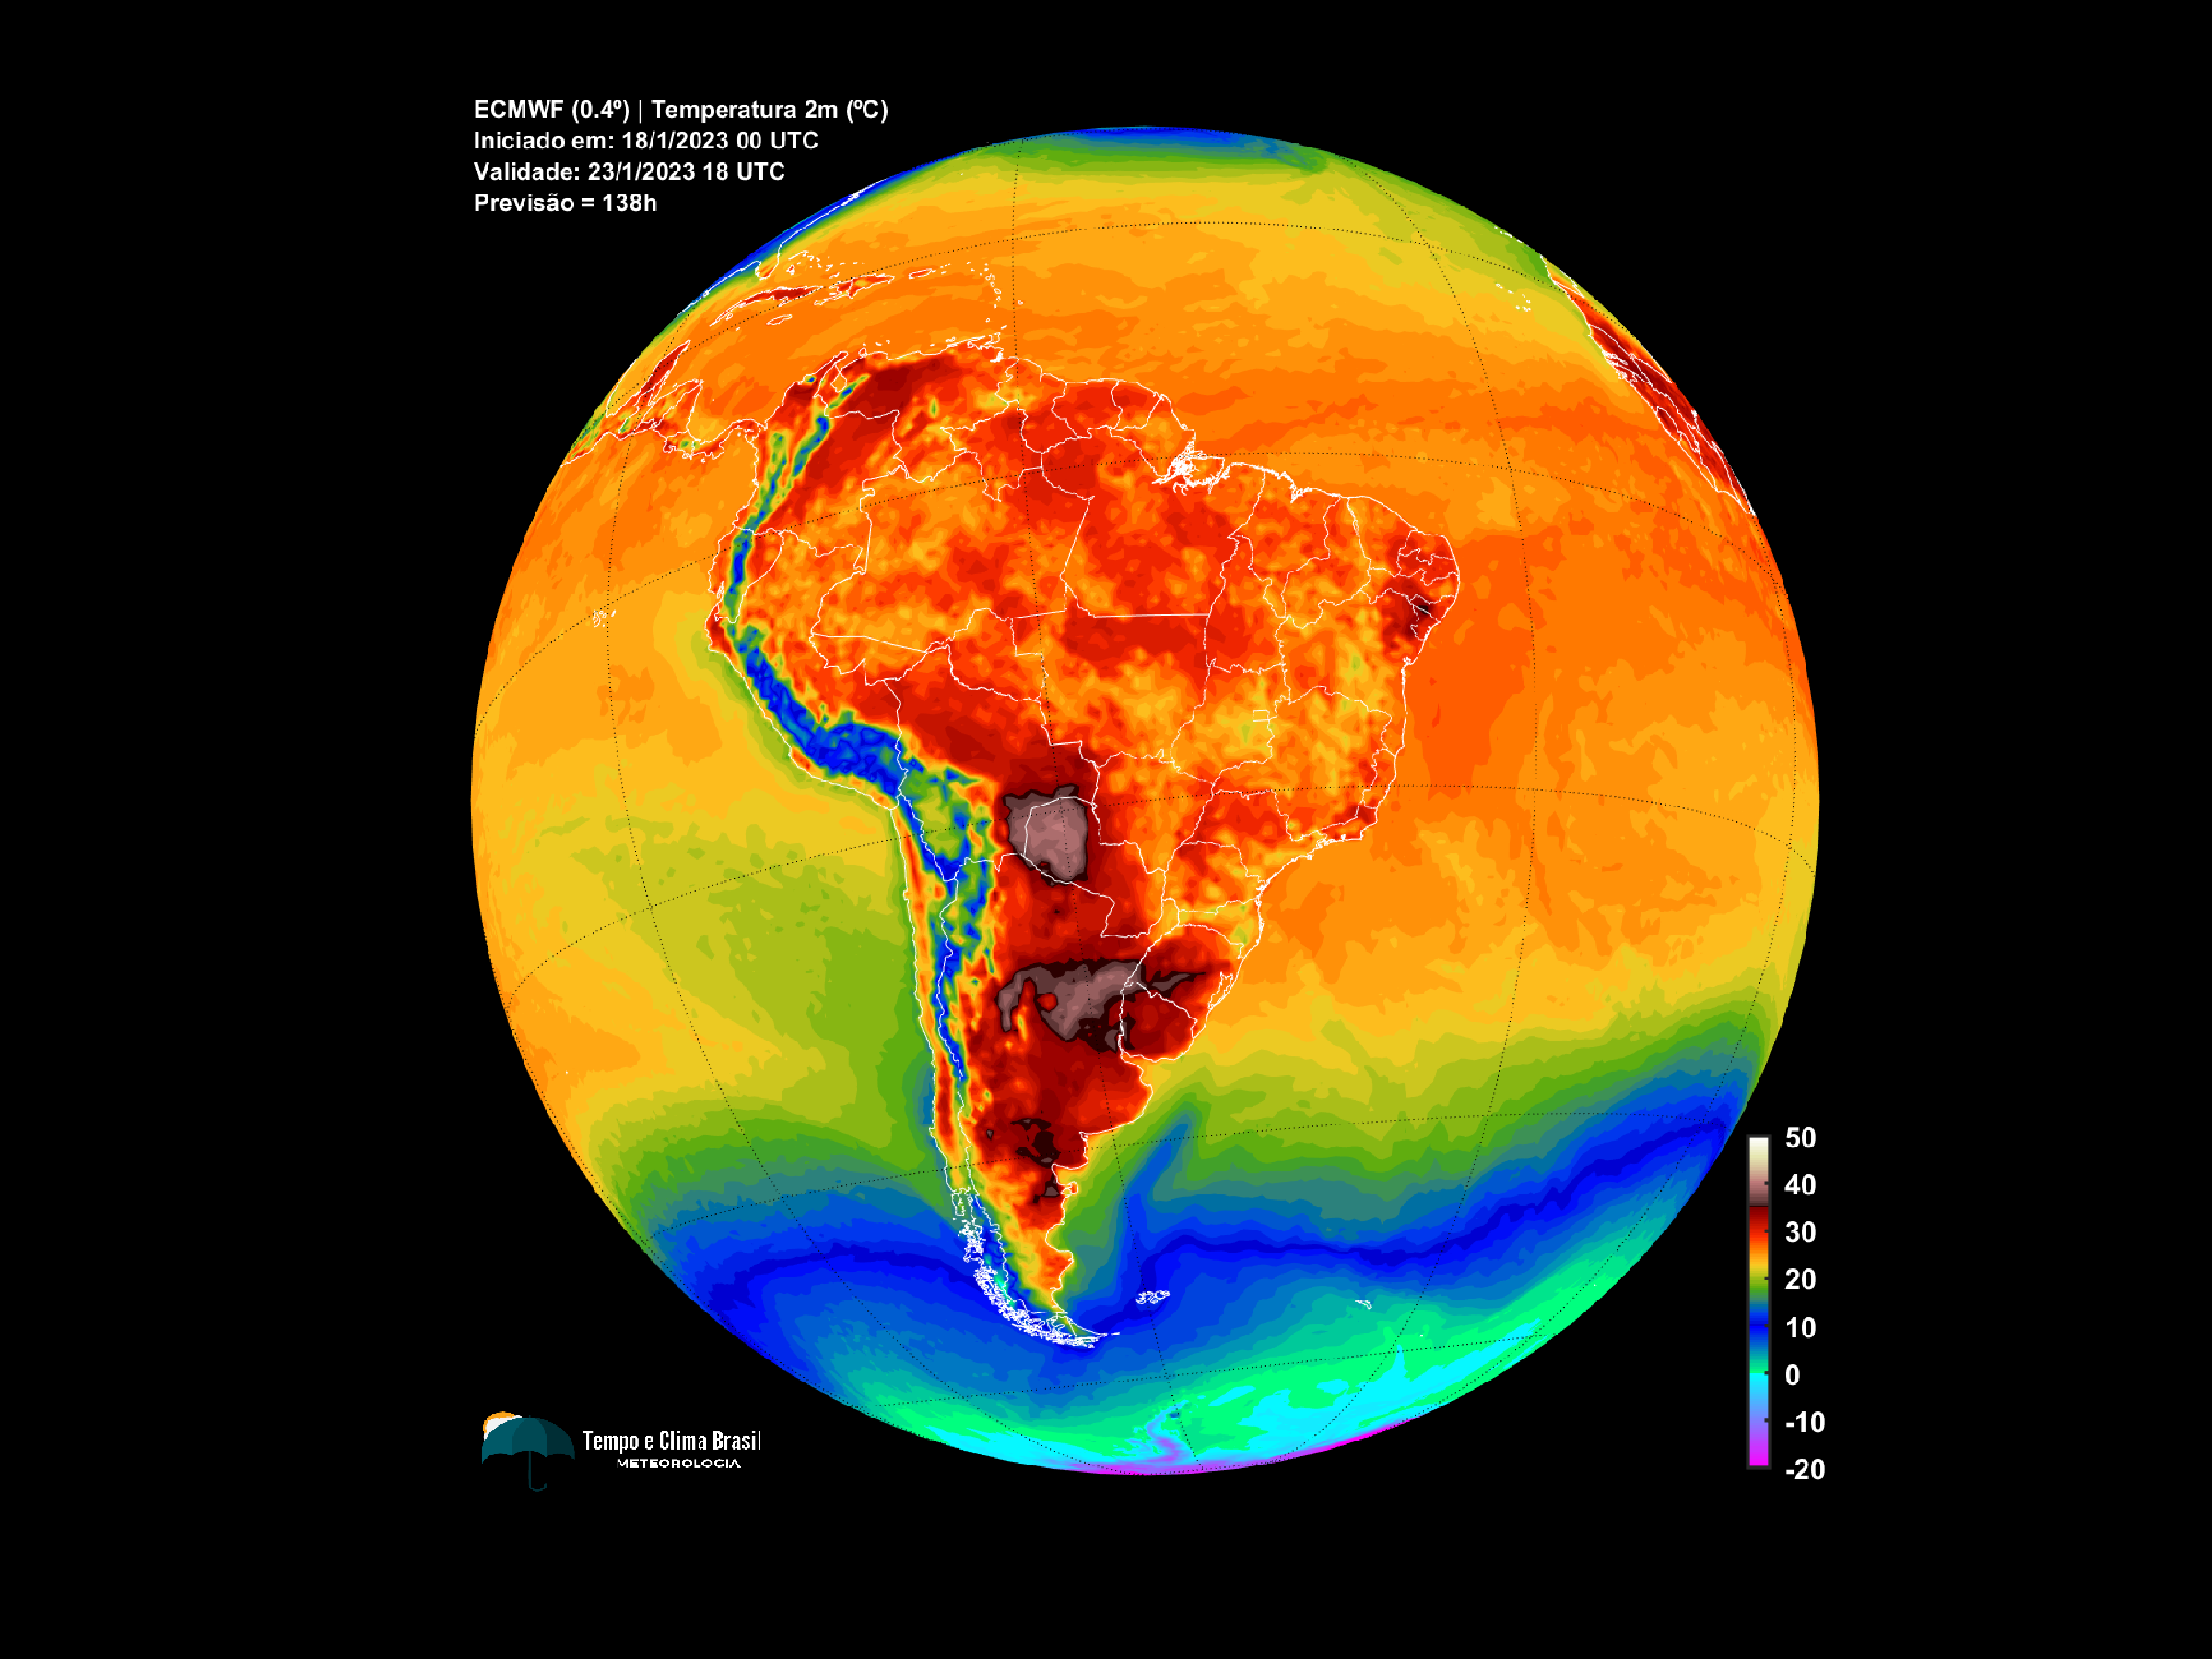 ECMWF (0.4º) | Temperatura 2m (ºC)
Iniciado em: 18/1/2023 00 UTC
Validade: 23/1/2023 18 UTC
Previsão = 138h
50
40
30
20
10
0
-10
-20
Tempo e Clima Brasil
METEOROLOGIA